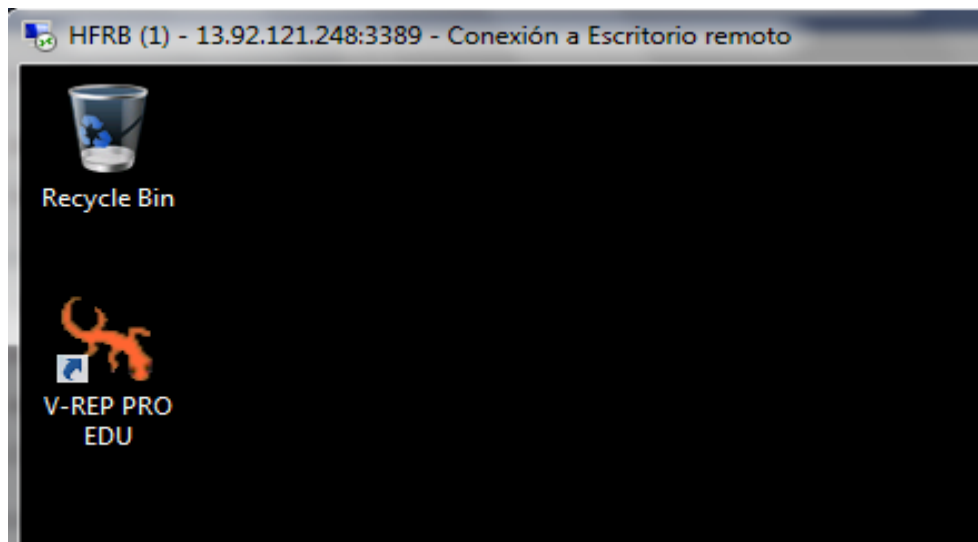 HFRB (1) - 13.92.121.248:3389 - Conexión a Escritorio remoto
Recycle Bin
V-REP PRO
EDU